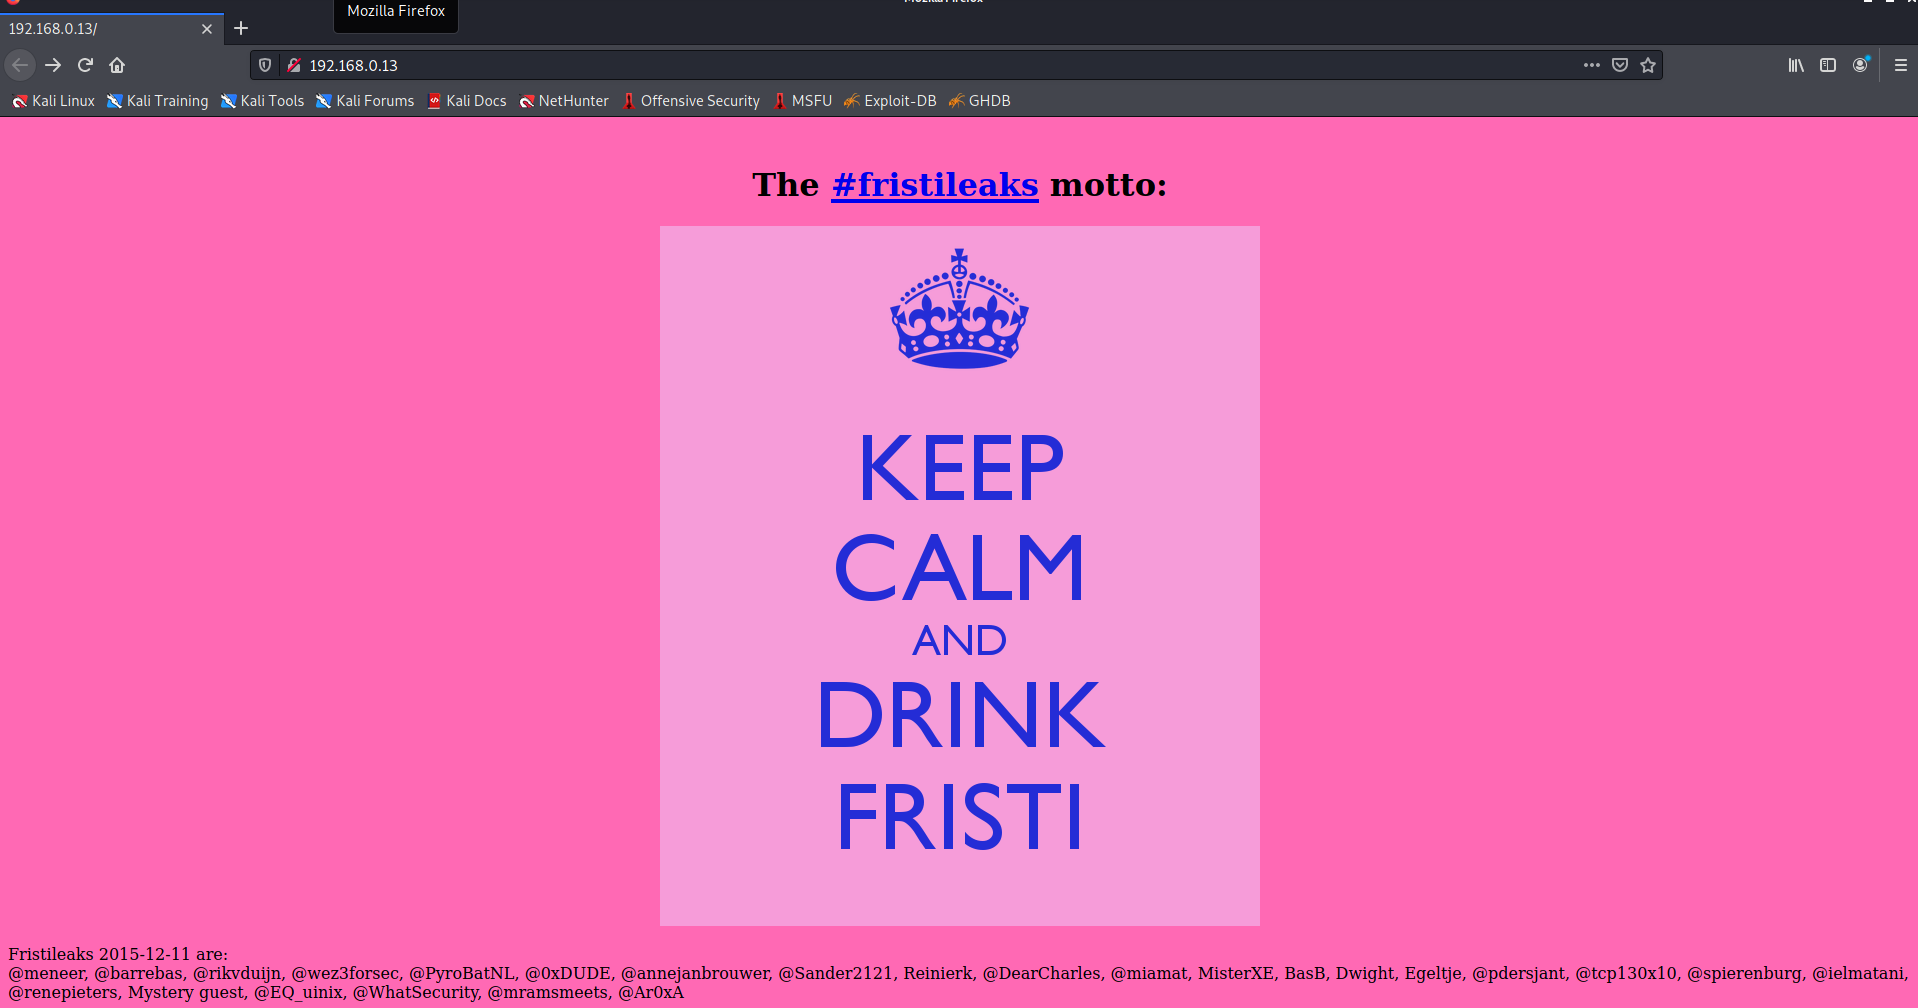 Mozilla Firefox
192.168.0.13/
192.168.0.13
Kali Linux Kali Training Kali Tools Kali Forums Kali Docs NetHunter Offensive Security MSFU Exploit-DB GHDB
The #fristileaks motto:
KEEP
CALM
AND
DRINK
FRISTI
Fristileaks 2015-12-11 are:
@meneer, @barrebas, @rikvduijn, @wez3forsec, @PyroBatNL, @0xDUDE, @annejanbrouwer, @Sander2121, Reinierk, @DearCharles, @miamat, MisterXE, BasB, Dwight, Egeltje, @pdersjant, @tcp130x10, @spierenburg, @ielmatani,
@renepieters, Mystery guest, @EQ_uinix, @WhatSecurity, @mramsmeets, @Ar0xA